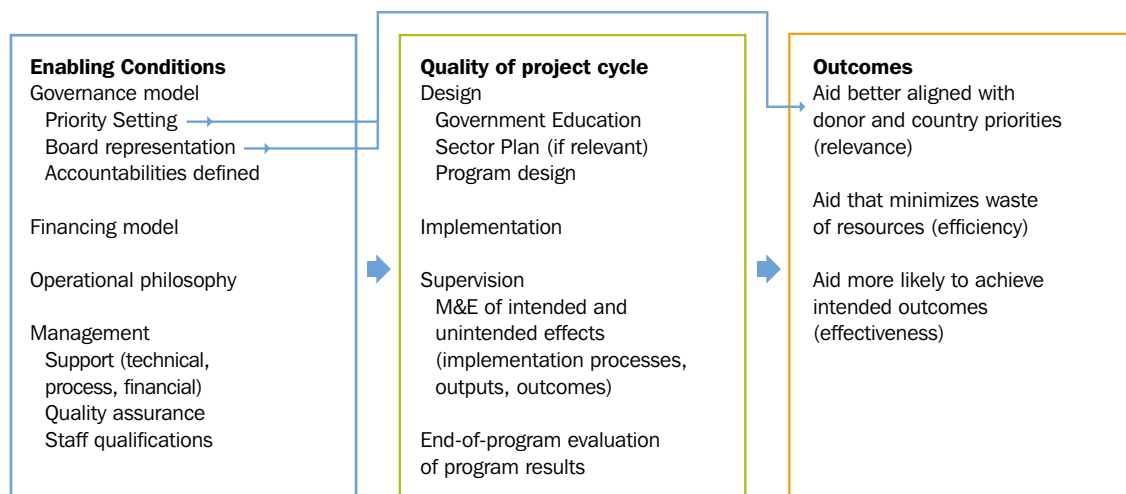 Enabling Conditions
Governance model
Priority Setting
Board representation
Accountabilities defined
Financing model
Operational philosophy
Management
Support (technical,
process, financial)
Quality assurance
Staff qualifications
Quality of project cycle
Design
Government Education
Sector Plan (if relevant)
Program design
Implementation
Supervision
M&E of intended and
unintended effects
(implementation processes,
outputs, outcomes)
End-of-program evaluation
of program results
Outcomes
Aid better aligned with
donor and country priorities
(relevance)
Aid that minimizes waste
of resources (efficiency)
Aid more likely to achieve
intended outcomes
(effectiveness)